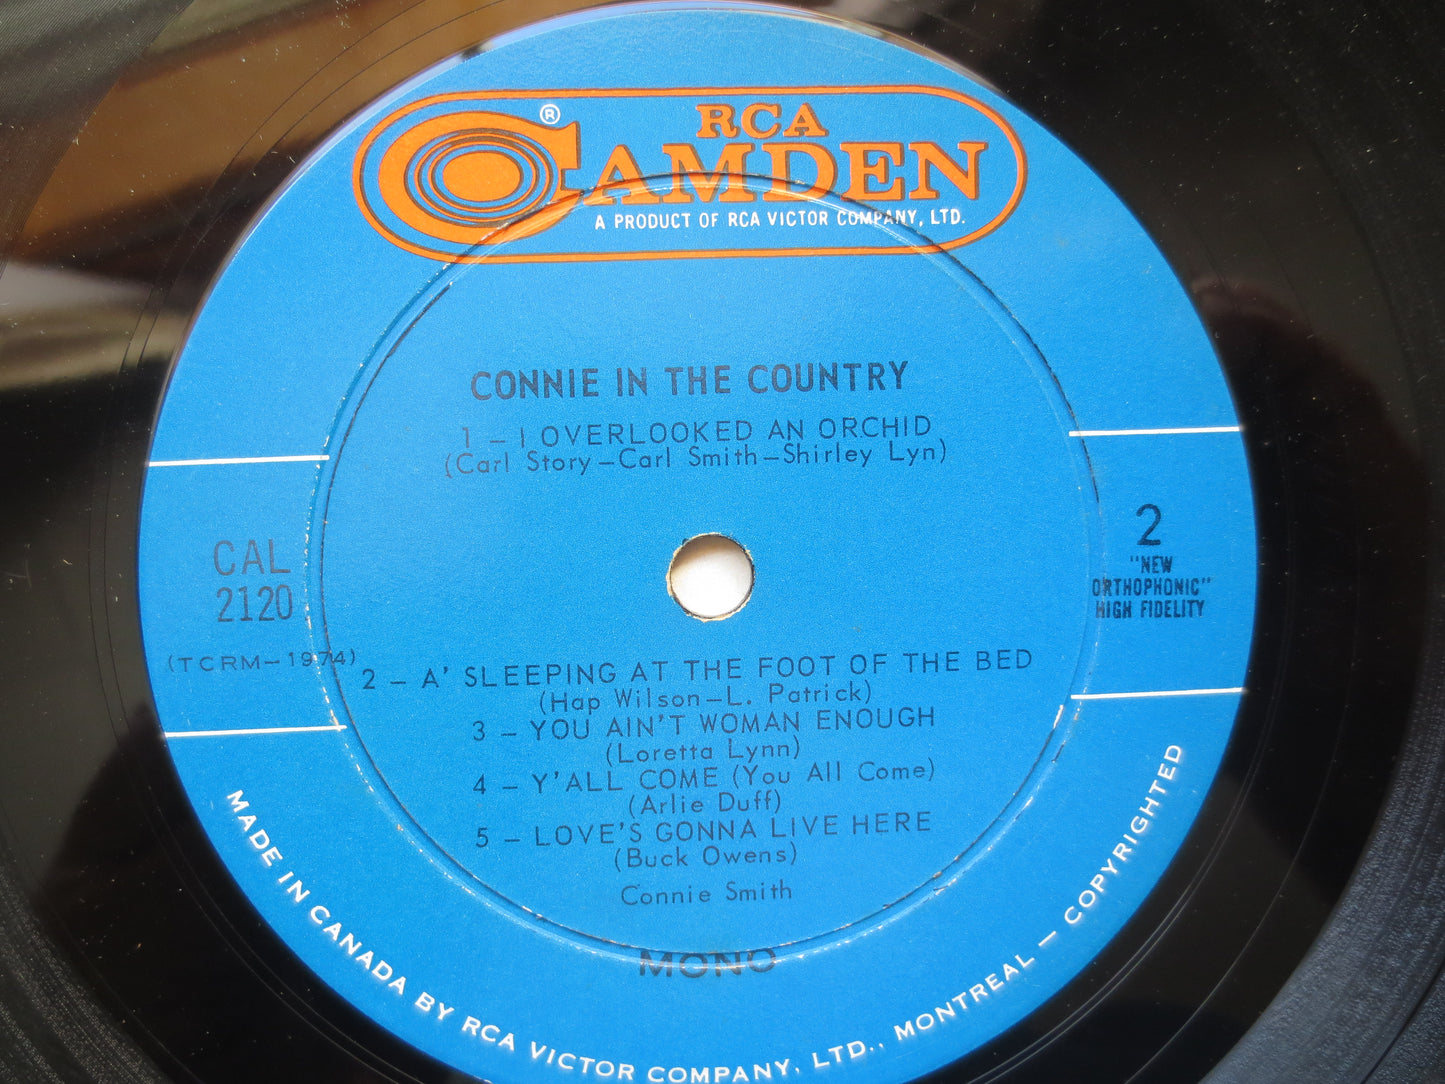 ®
RCA
CAMDEN
A PRODUCT OF RCA VICTOR COMPANY, LTD.
CONNIE IN THE COUNTRY
1 – I OVERLOOKED AN ORCHID
(Carl Story–Carl Smith–Shirley Lyn)
CAL
2120
(TCRM–1974)
2
"NEW
ORTHOPHONIC"
HIGH FIDELITY
2 – A' SLEEPING AT THE FOOT OF THE BED
(Hap Wilson–L. Patrick)
3 – YOU AIN'T WOMAN ENOUGH
(Loretta Lynn)
4 – Y'ALL COME (You All Come)
(Arlie Duff)
5 – LOVE'S GONNA LIVE HERE
(Buck Owens)
Connie Smith
MONO
MADE IN CANADA BY RCA VICTOR COMPANY, LTD., MONTREAL — COPYRIGHTED